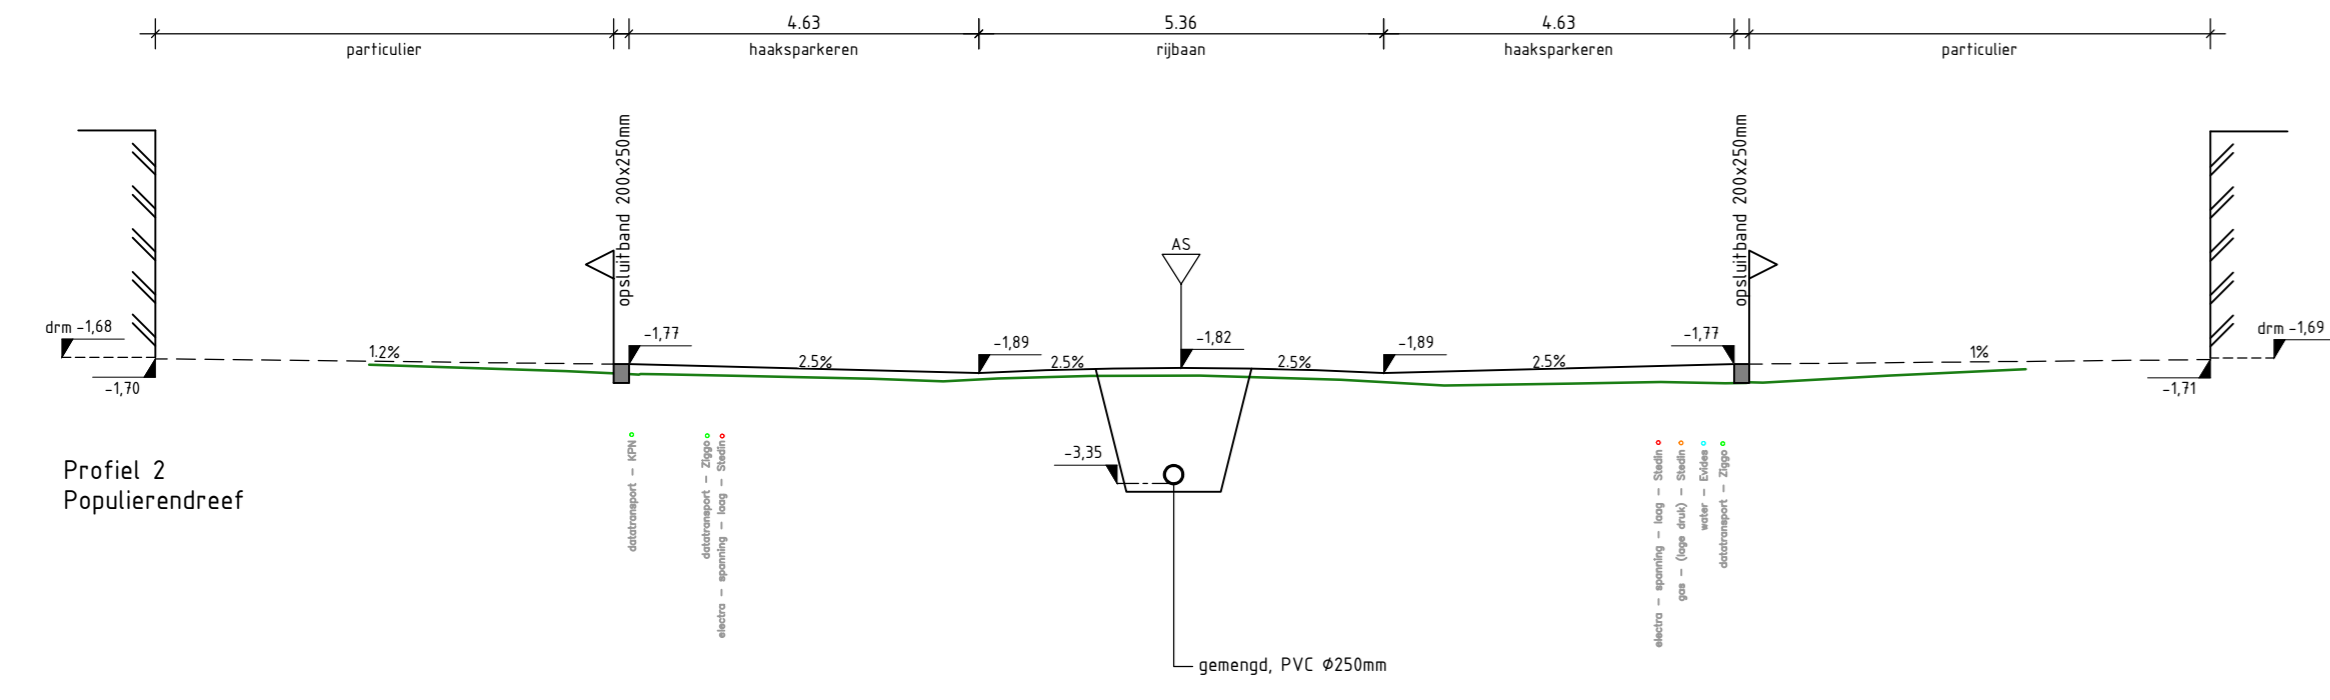 4.63
5.36
4.63
particulier
haaksparkeren
rijbaan
haaksparkeren
particulier
opsluitband 200x250mm
opsluitband 200x250mm
AS
drm -1,68
-1,77
-1,89
-1,82
-1,89
-1,77
drm -1,69
1.2%
2.5%
2.5%
2.5%
2.5%
1%
-1,70
-1,71
-3,35
Profiel 2
Populierendreef
datatransport - KPN
datatransport - Ziggo
electra - spanning - laag - Stedin
electra - spanning - laag - Stedin
gas - (lage druk) - Stedin
water - Evides
datatransport - Ziggo
gemengd, PVC Ø250mm